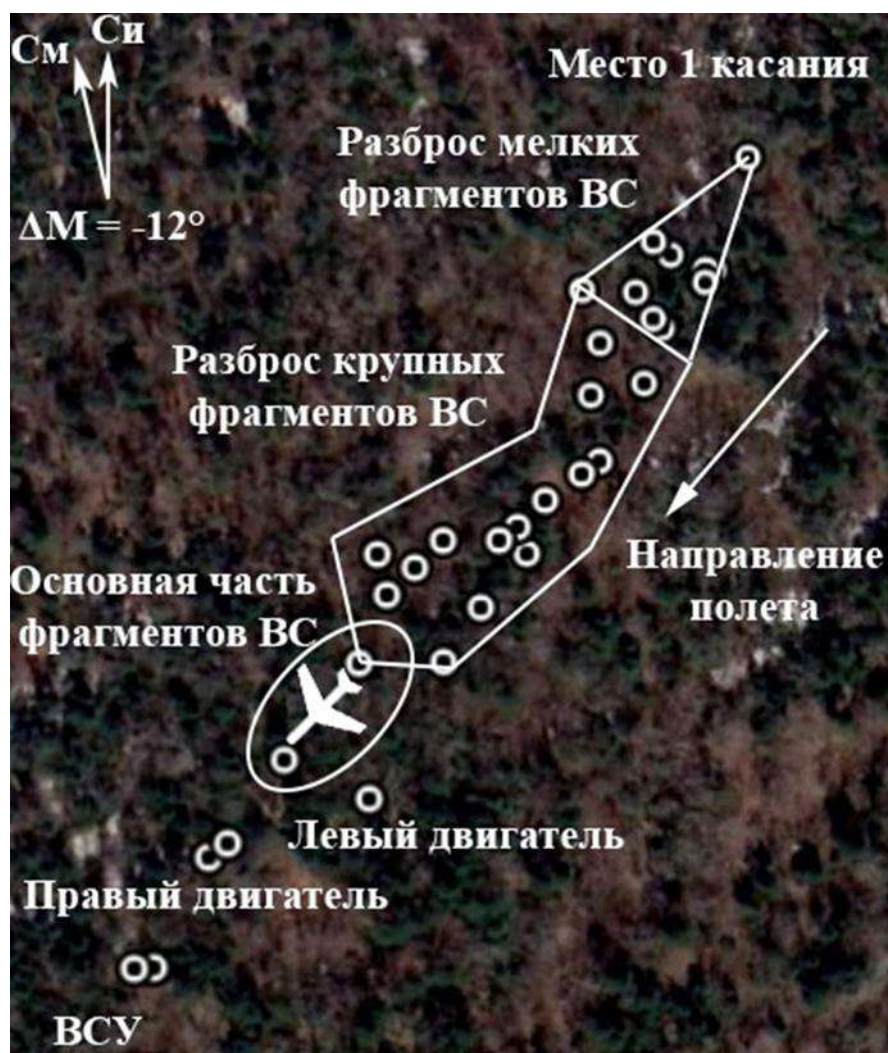 Си
См
Место 1 касания
Разброс мелких
фрагментов ВС
ΔМ = -12°
Разброс крупных
фрагментов ВС
Направление
полета
Основная часть
фрагментов ВС
Левый двигатель
Правый двигатель
ВСУ